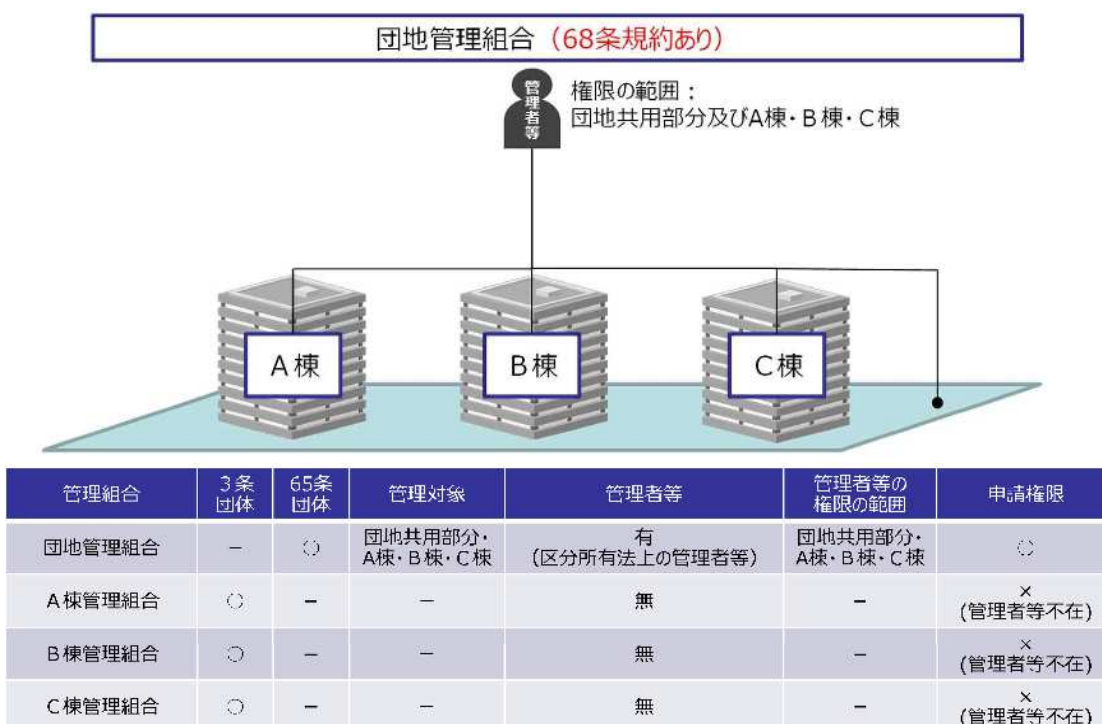 団地管理組合（68条規約あり）
管理者等
権限の範囲：
団地共用部分及びA棟・B棟・C棟
A棟
B棟
C棟
管理組合 3条団体 65条団体 管理対象 管理者等 管理者等の権限の範囲 申請権限
団地管理組合 － ○ 団地共用部分・A棟・B棟・C棟 有（区分所有法上の管理者等） 団地共用部分・A棟・B棟・C棟 ○
A棟管理組合 ○ － － 無 － ×（管理者等不在）
B棟管理組合 ○ － － 無 － ×（管理者等不在）
C棟管理組合 ○ － － 無 － ×（管理者等不在）